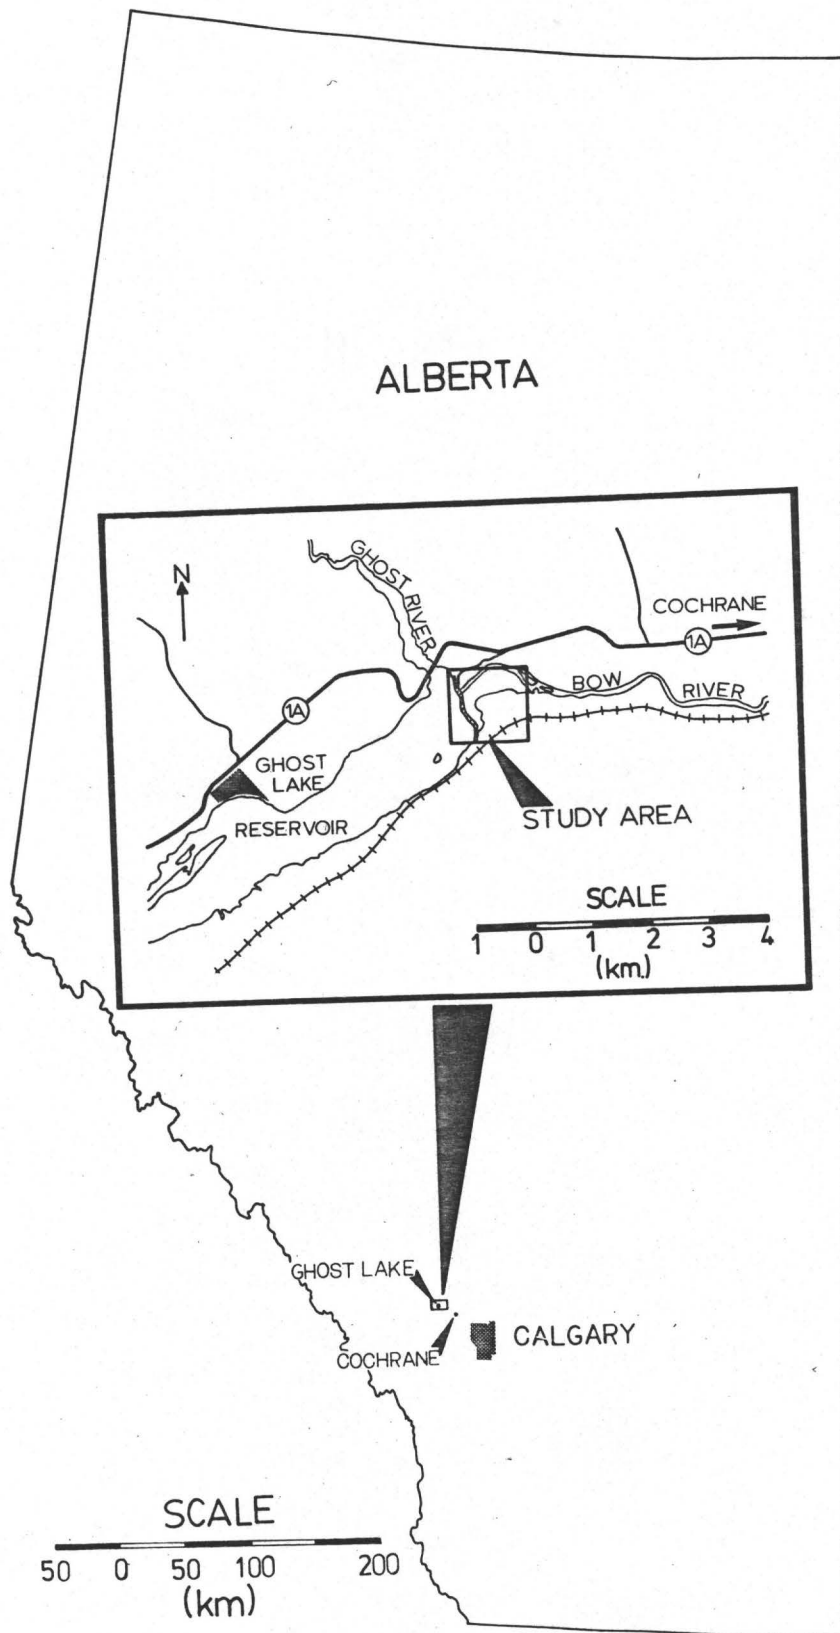 ALBERTA
GHOST RIVER
N
COCHRANE
1A
BOW RIVER
1A
GHOST
LAKE
RESERVOIR
STUDY AREA
SCALE
1 0 1 2 3 4
(km.)
GHOST LAKE
CALGARY
COCHRANE
SCALE
50 0 50 100 200
(km)